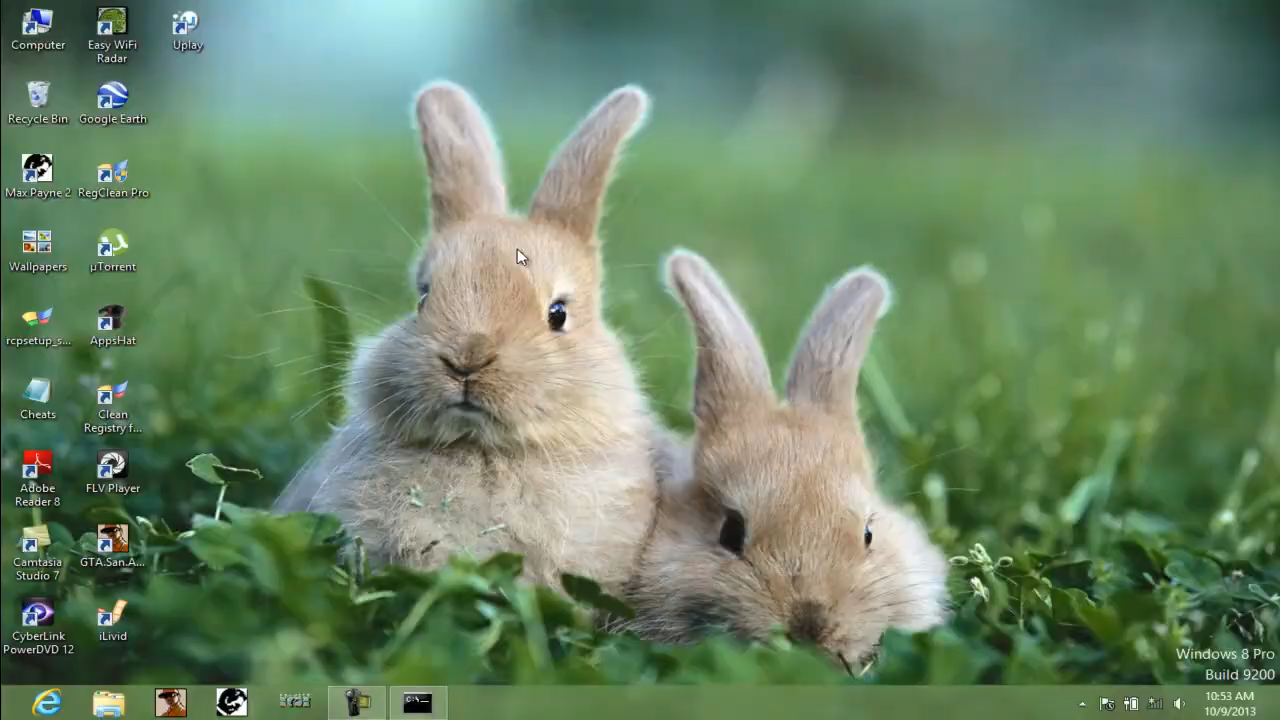 Computer
Easy WiFi
Radar
Uplay
Recycle Bin
Google Earth
Max Payne 2
RegClean Pro
Wallpapers
µTorrent
rcpsetup_s...
AppsHat
Cheats
Clean
Registry f...
Adobe
Reader 8
FLV Player
Camtasia
Studio 7
GTA.San.A...
CyberLink
PowerDVD 12
iLivid
Windows 8 Pro
Build 9200
10:53 AM
10/9/2013